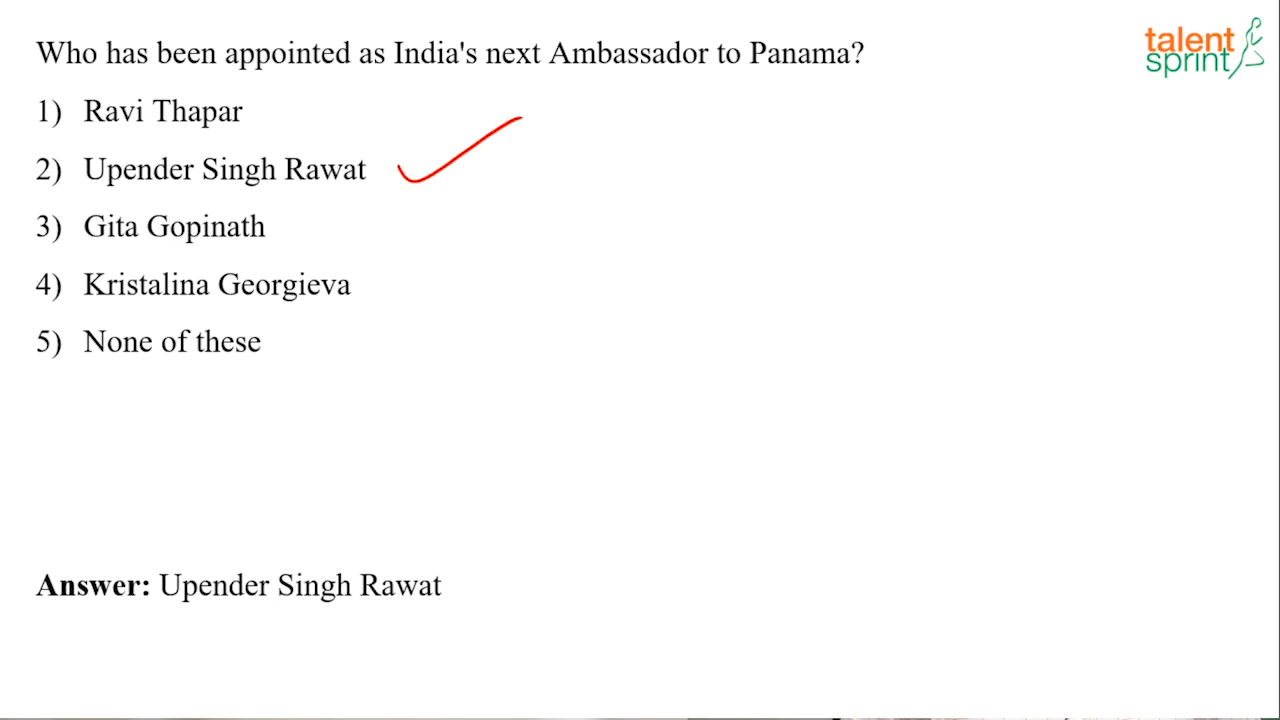 Who has been appointed as India's next Ambassador to Panama?
talent
sprint
1) Ravi Thapar
2) Upender Singh Rawat
3) Gita Gopinath
4) Kristalina Georgieva
5) None of these
Answer: Upender Singh Rawat